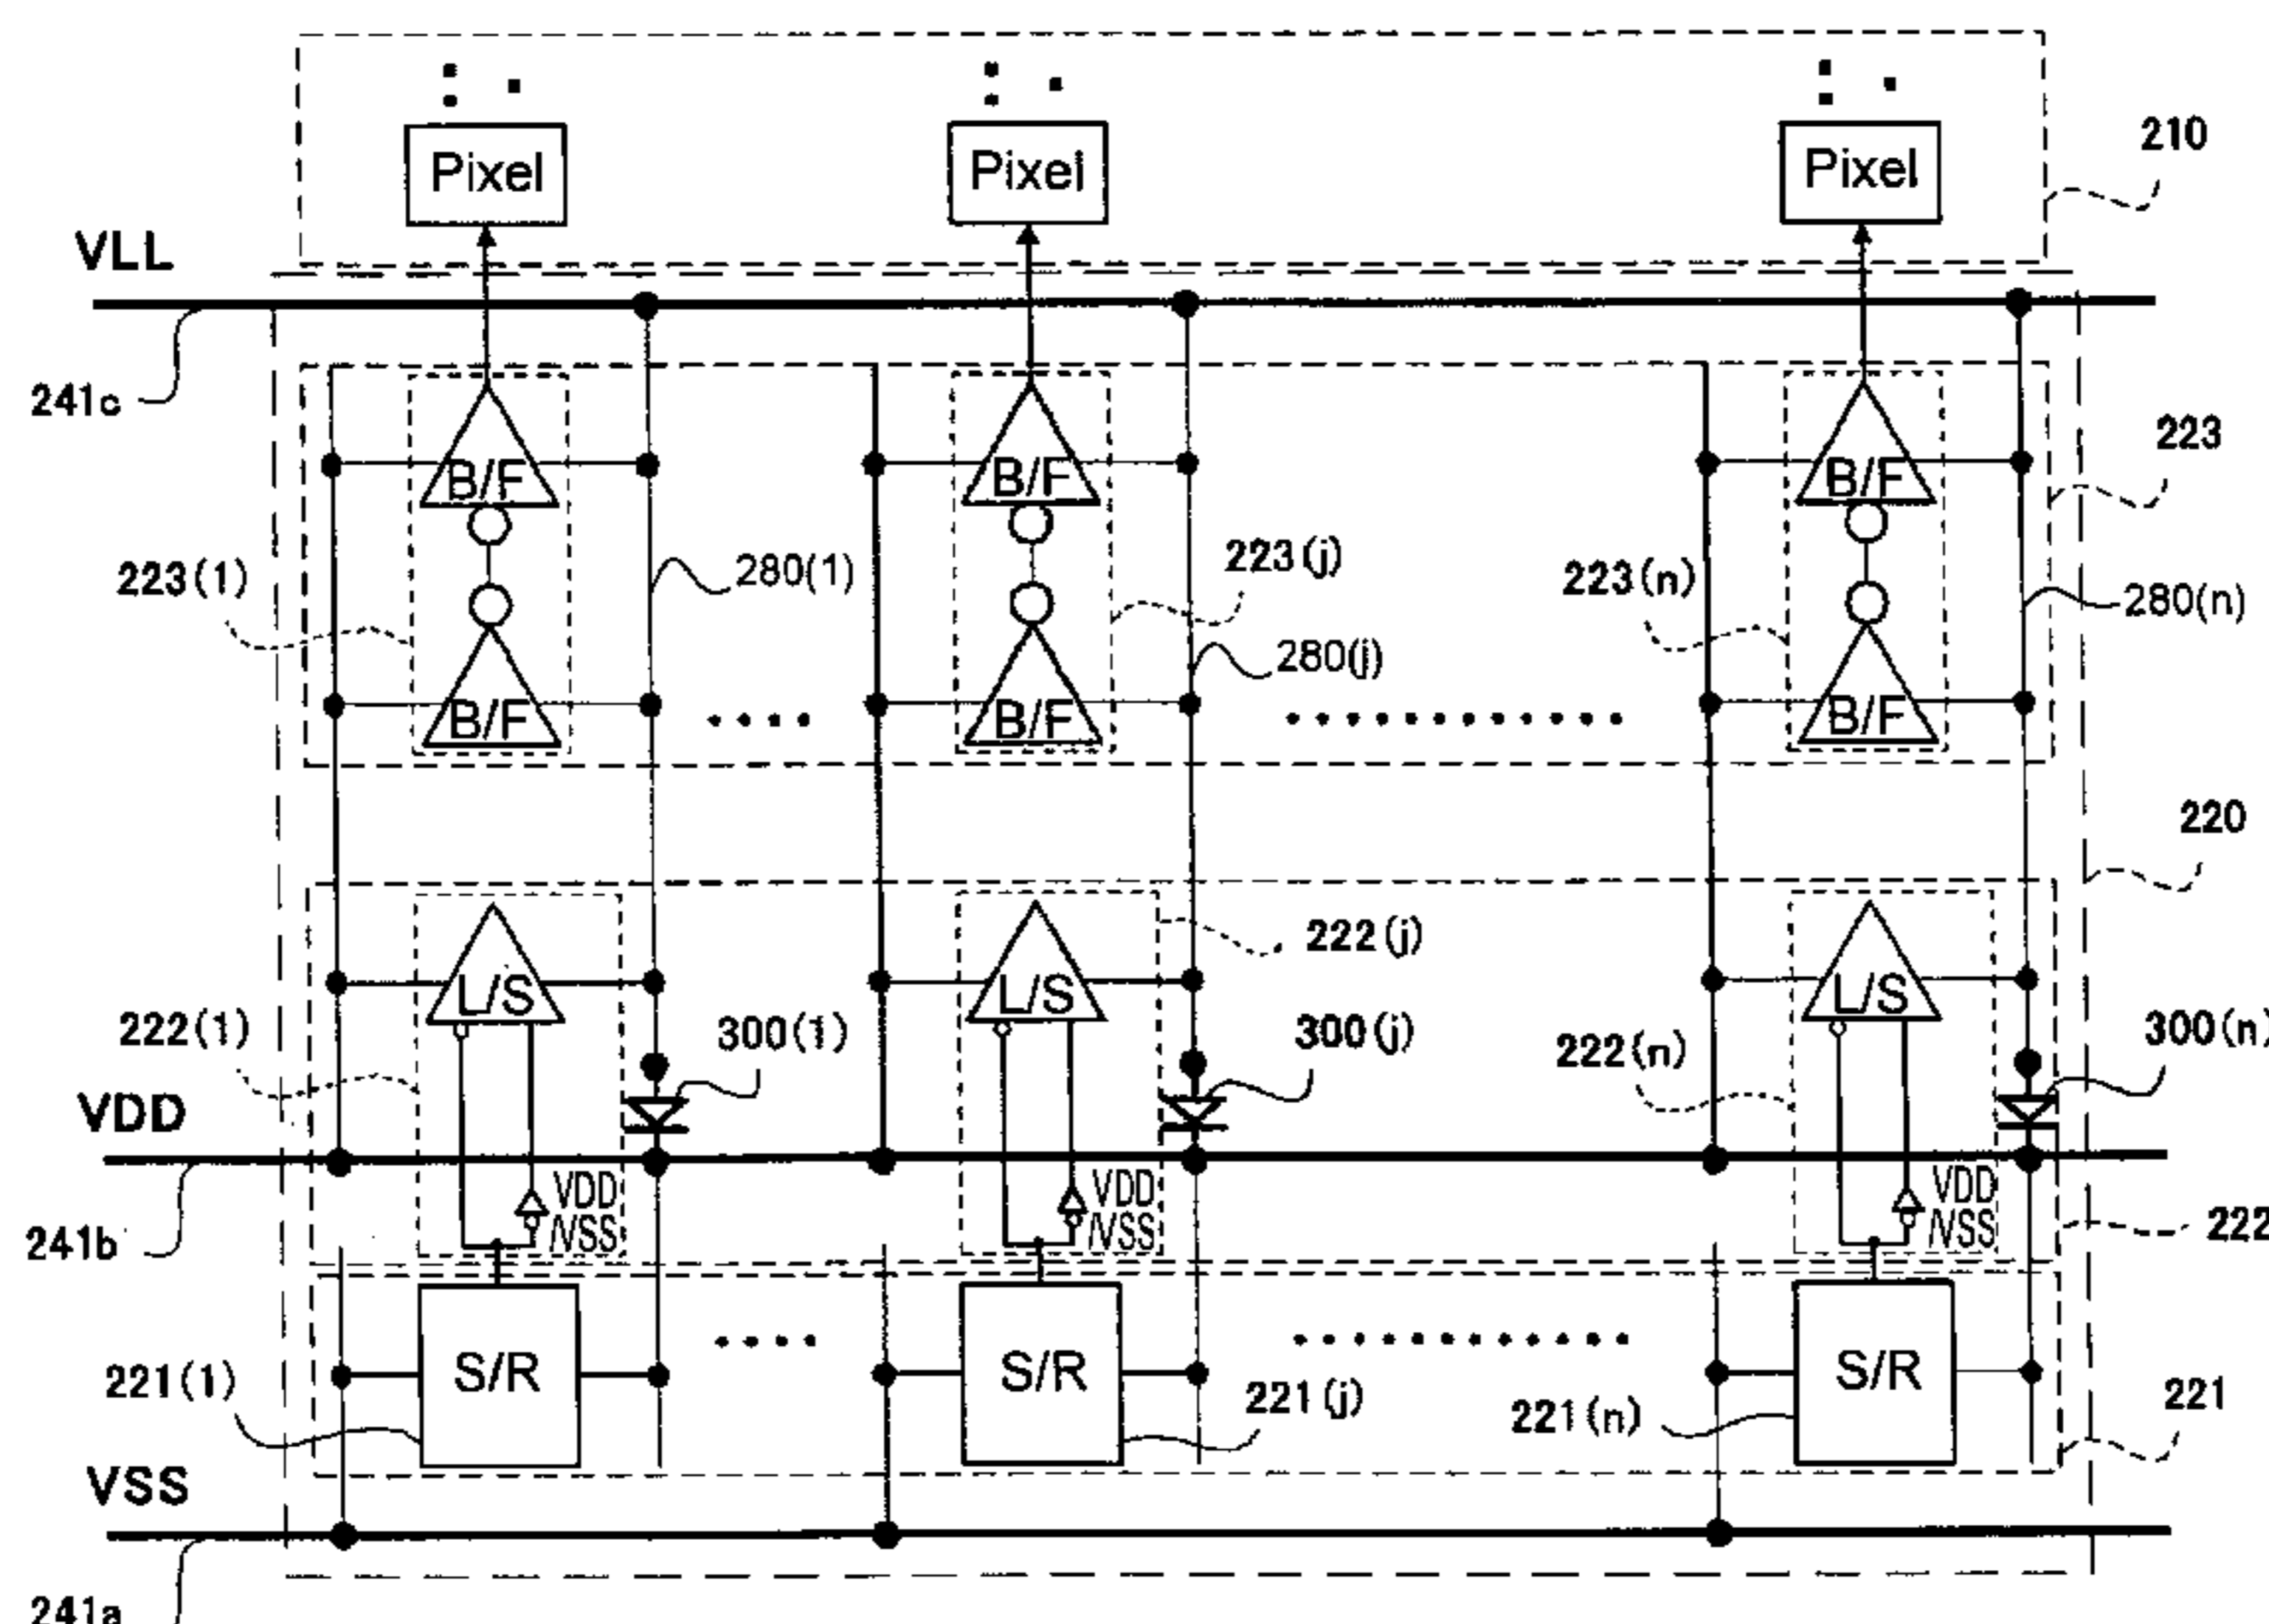 Pixel Pixel Pixel
210
VLL
241c
B/F B/F B/F
223
223(1) 280(1) 223(j) 223(n) 280(n)
280(j)
B/F B/F B/F
220
222(j)
L/S L/S L/S
222(1) 300(1) 300(j) 222(n) 300(n)
VDD
VDD VDD VDD
/VSS /VSS /VSS
241b 222
S/R S/R S/R
221(1) 221(j) 221(n) 221
VSS
241a